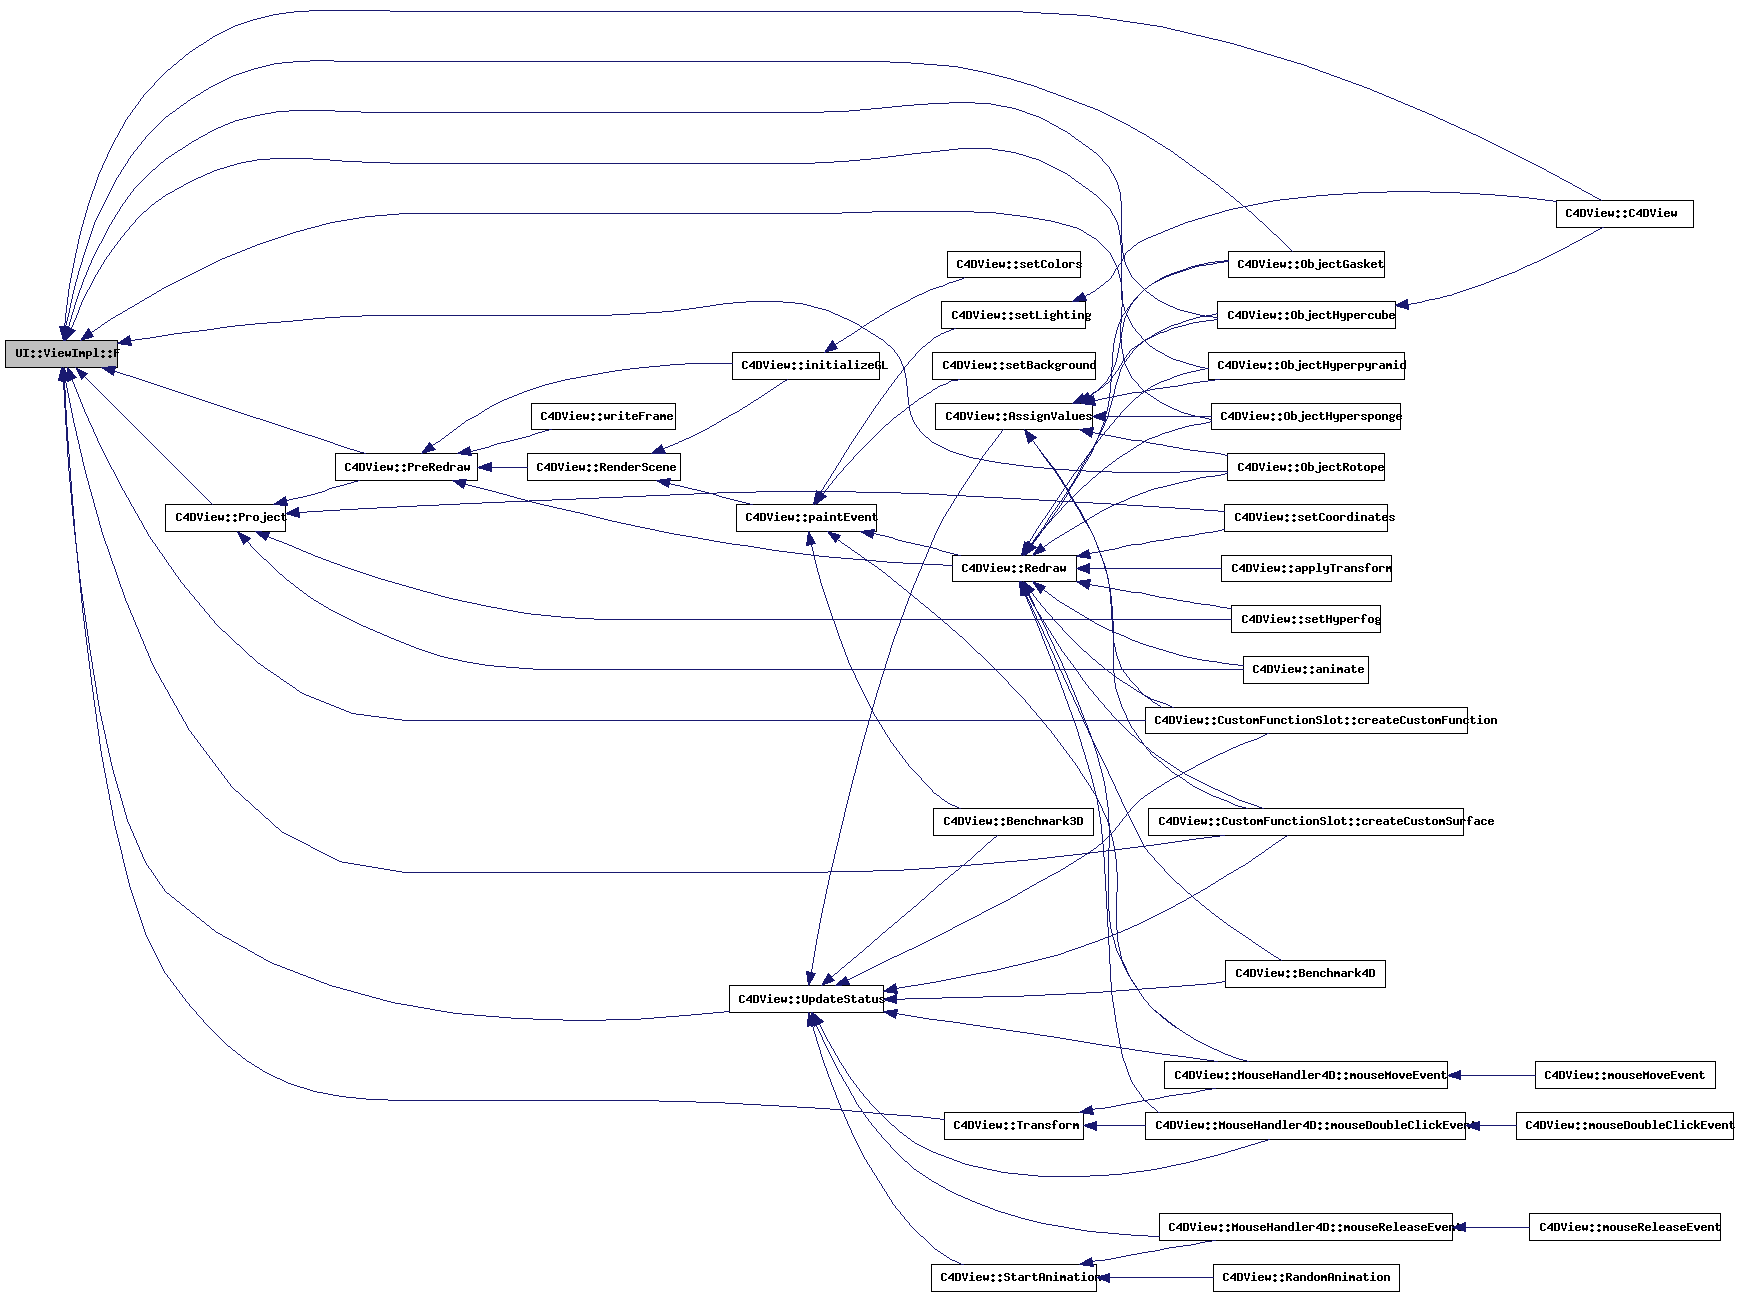 C4DView::C4DView
C4DView::setColors
C4DView::ObjectGasket
C4DView::setLighting
C4DView::ObjectHypercube
UI::ViewImpl::F
C4DView::initializeGL
C4DView::setBackground
C4DView::ObjectHyperpyramid
C4DView::writeFrame
C4DView::AssignValues
C4DView::ObjectHypersponge
C4DView::PreRedraw
C4DView::RenderScene
C4DView::ObjectRotope
C4DView::Project
C4DView::paintEvent
C4DView::setCoordinates
C4DView::Redraw
C4DView::applyTransform
C4DView::setHyperfog
C4DView::animate
C4DView::CustomFunctionSlot::createCustomFunction
C4DView::Benchmark3D
C4DView::CustomFunctionSlot::createCustomSurface
C4DView::Benchmark4D
C4DView::UpdateStatus
C4DView::MouseHandler4D::mouseMoveEvent
C4DView::mouseMoveEvent
C4DView::Transform
C4DView::MouseHandler4D::mouseDoubleClickEvent
C4DView::mouseDoubleClickEvent
C4DView::MouseHandler4D::mouseReleaseEvent
C4DView::mouseReleaseEvent
C4DView::StartAnimation
C4DView::RandomAnimation